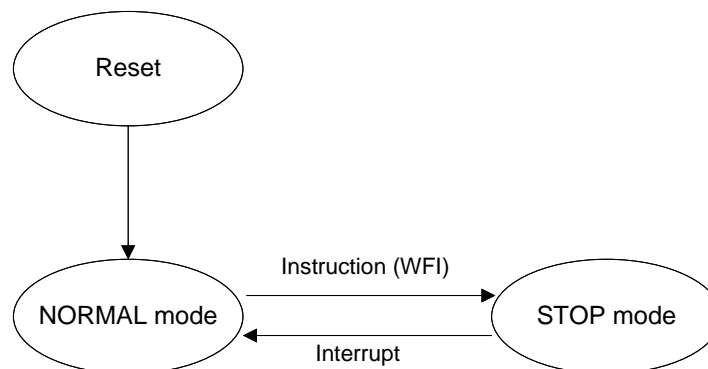 Reset
Instruction (WFI)
NORMAL mode
STOP mode
Interrupt